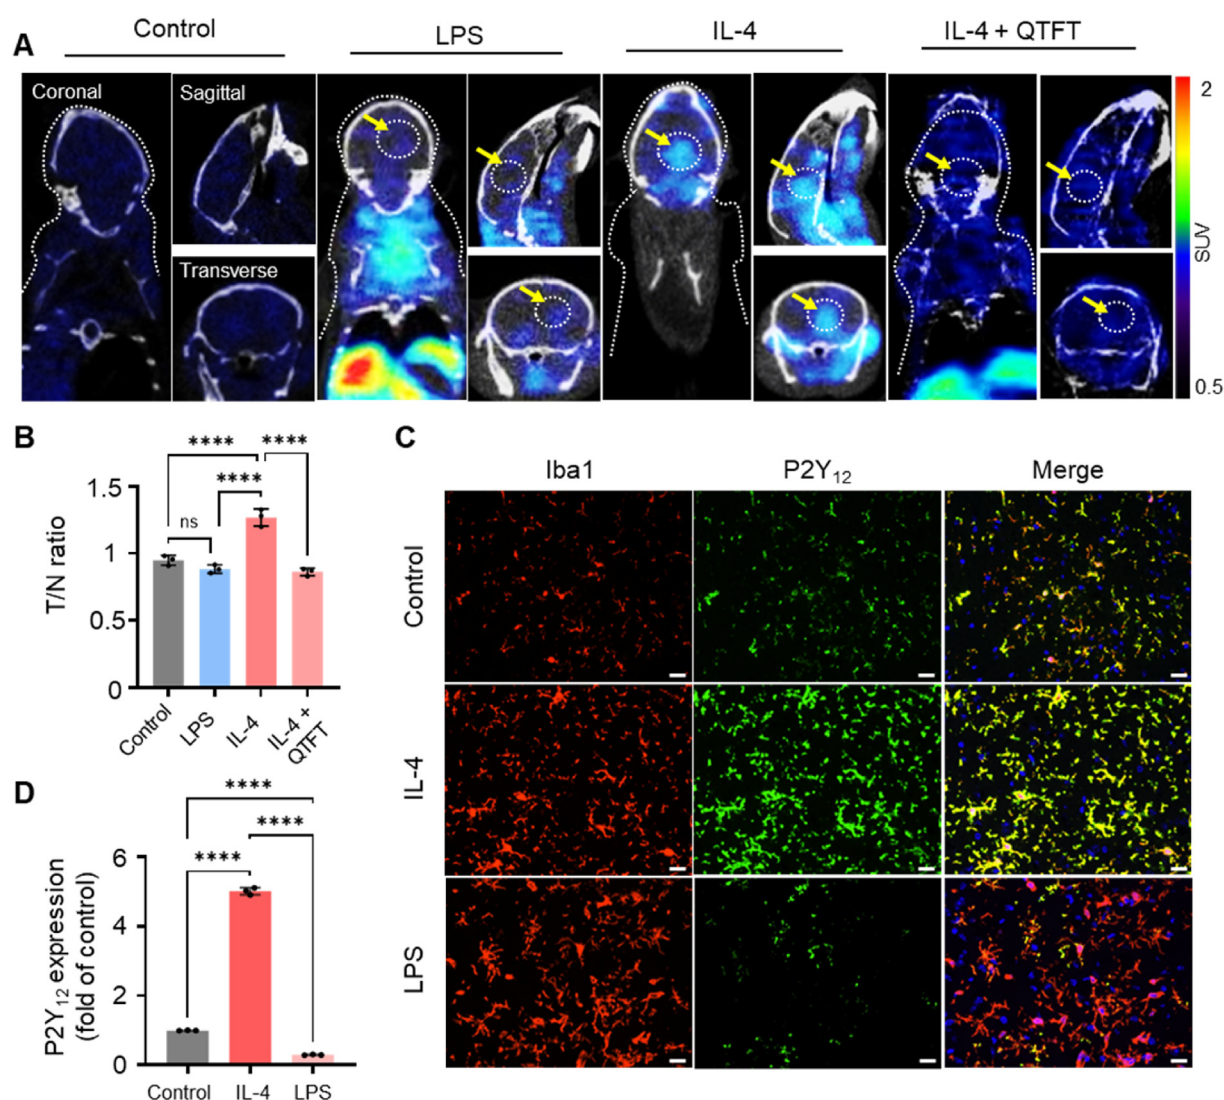 A
Control
LPS
IL-4
IL-4 + QTFT
Coronal
Sagittal
Transverse
2
SUV
0.5
B
**** ****
****
ns
1.5
1
0.5
0
T/N ratio
Control
LPS
IL-4
IL-4 +
QTFT
C
Iba1
P2Y₁₂
Merge
Control
IL-4
LPS
D
****
****
****
6
4
2
0
P2Y₁₂ expression
(fold of control)
Control
IL-4
LPS